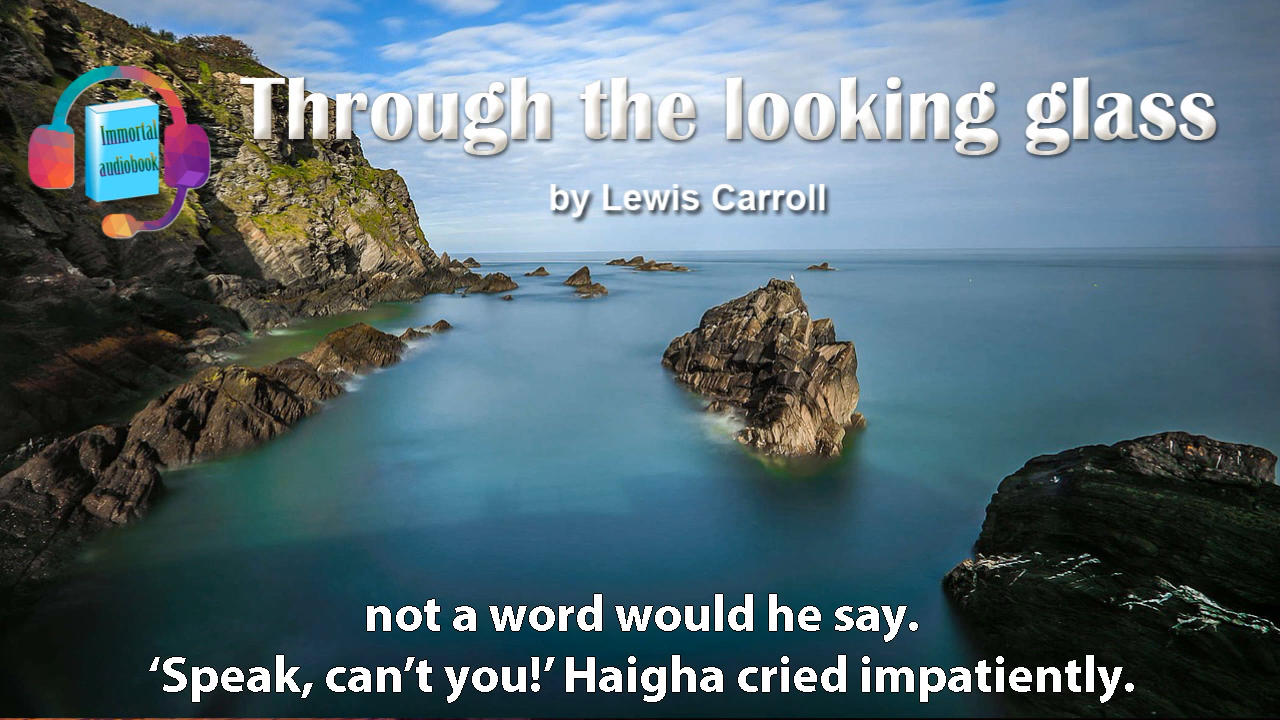 Through the looking glass
Immortal
audiobook
by Lewis Carroll
not a word would he say.
‘Speak, can’t you!’ Haigha cried impatiently.